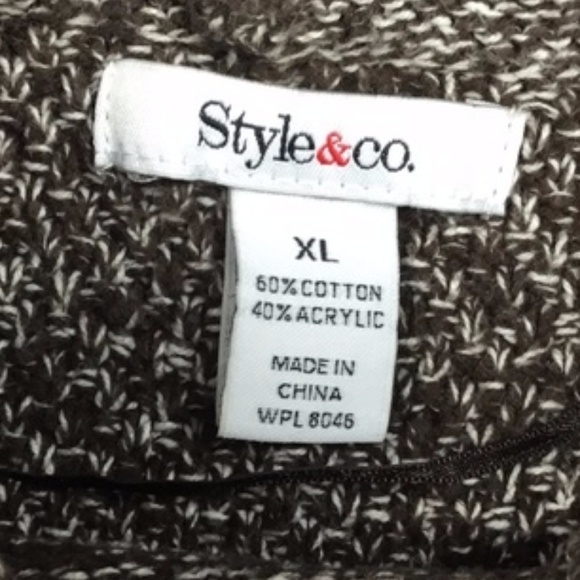 Style&co.
XL
60%COTTON
40%ACRYLIC
MADE IN
CHINA
WPL 8046